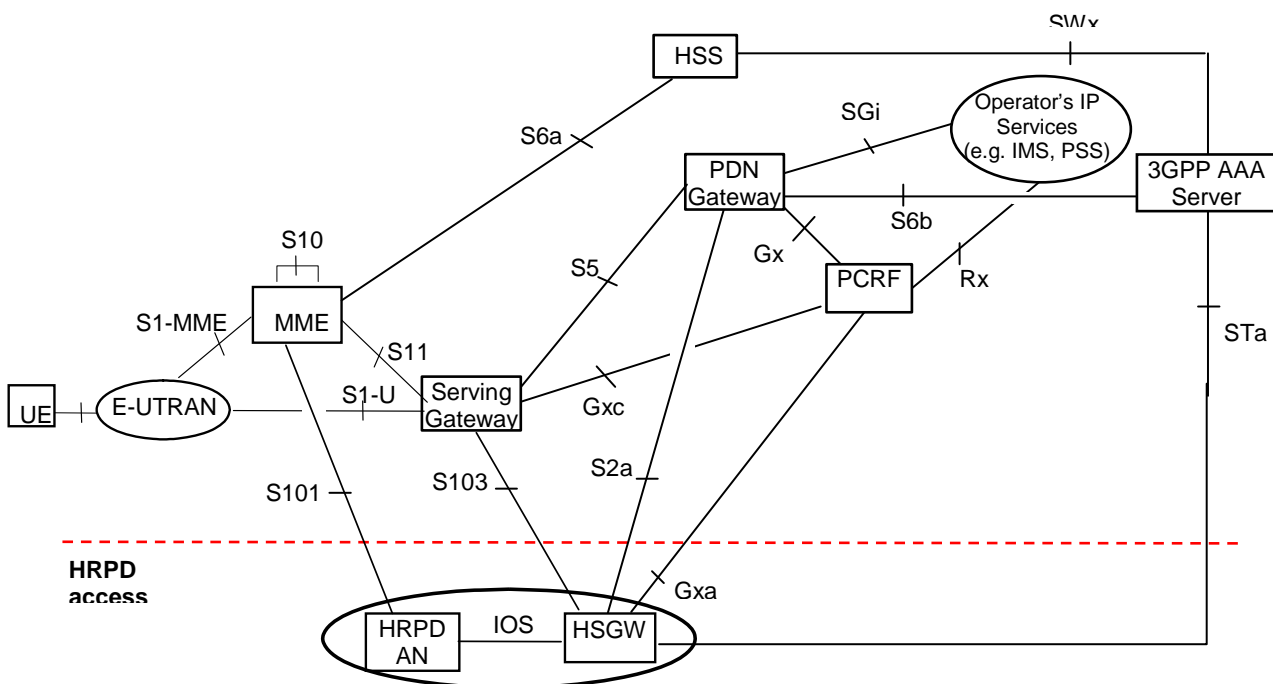 SWx
HSS
Operator's IP
Services
(e.g. IMS, PSS)
SGi
S6a
PDN
Gateway
3GPP AAA
Server
S6b
S10
Gx
S5
PCRF
Rx
S1-MME
MME
STa
S11
S1-U
Serving
Gateway
Gxc
UE
E-UTRAN
S2a
S101
S103
HRPD
access
Gxa
HRPD
AN
IOS
HSGW